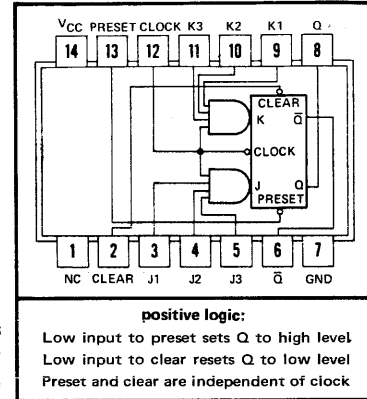 VCC PRESET CLOCK K3 K2 K1 Q
14 13 12 11 10 9 8
CLEAR
K Q̅
CLOCK
J Q
PRESET
1 2 3 4 5 6 7
NC CLEAR J1 J2 J3 Q̅ GND
positive logic:
Low input to preset sets Q to high level
Low input to clear resets Q to low level
Preset and clear are independent of clock